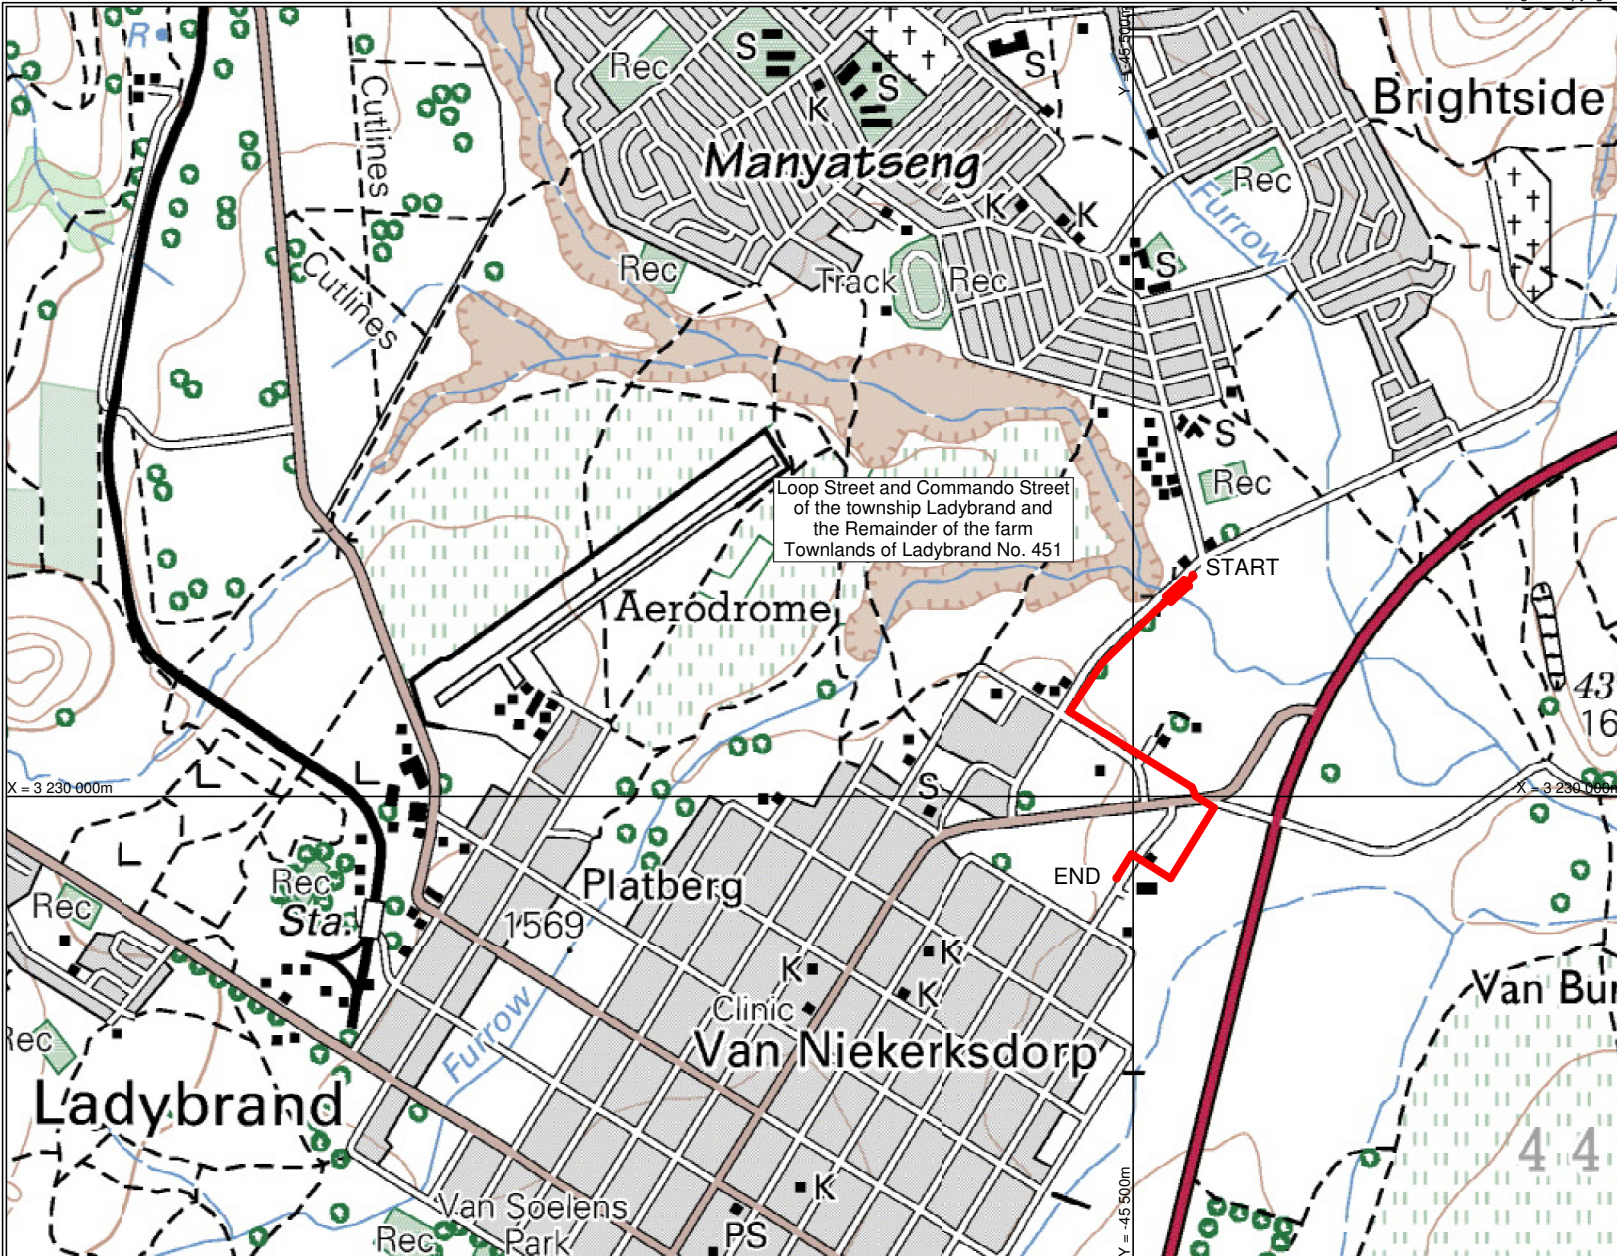 R
Cutlines
Cutlines
Rec
S
K
S
S
Y = -45 500m
Brightside
Manyatseng
K
K
Rec
Furrow
S
Rec
Track
Rec
Loop Street and Commando Street
of the township Ladybrand and
the Remainder of the farm
Townlands of Ladybrand No. 451
S
Rec
START
Aerodrome
43
16
L
L
L
X = 3 230 000m
X = 3 230 000m
S
END
Platberg
1569
Rec
Sta.
Rec
Rec
K
K
K
Clinic
Van Niekerksdorp
Furrow
Ladybrand
Van Bur
4 4
K
Van Soelens
Park
Rec
PS
Y = -45 500m